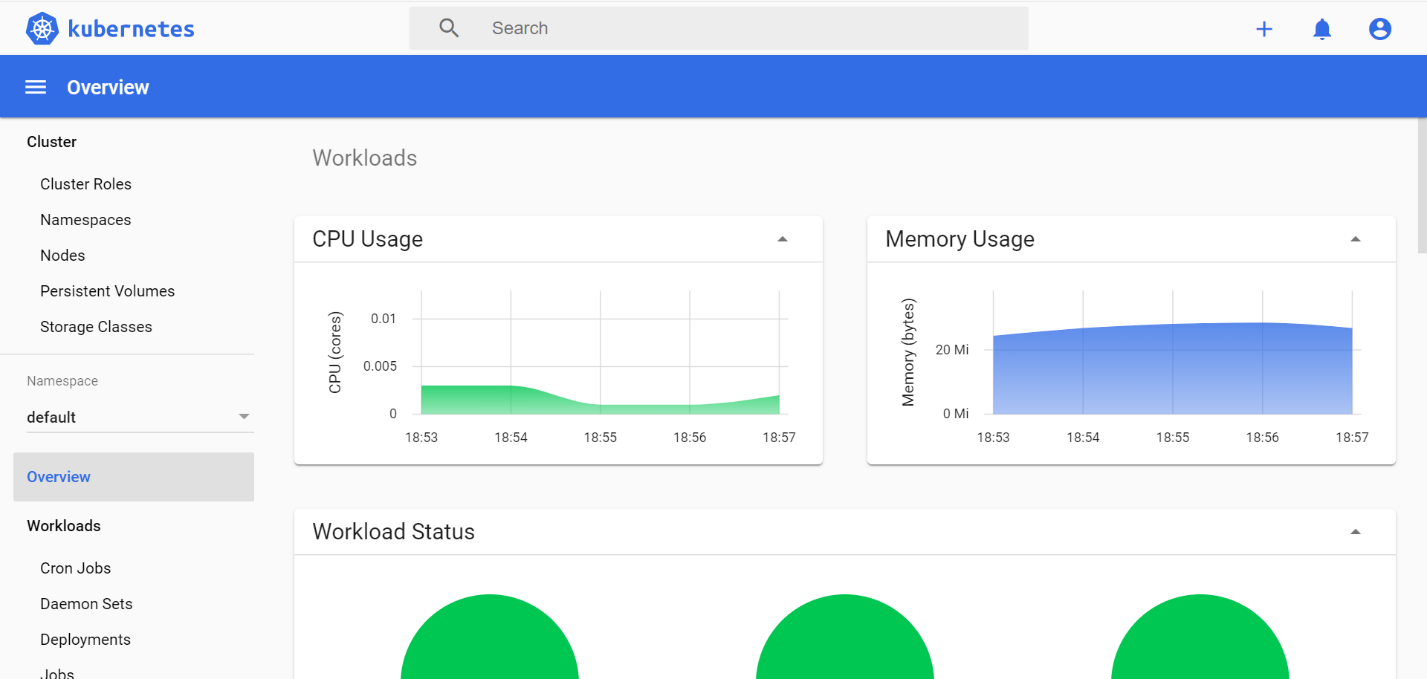 kubernetes
Search
Overview
Cluster
Cluster Roles
Namespaces
Nodes
Persistent Volumes
Storage Classes
Namespace
default
Overview
Workloads
Cron Jobs
Daemon Sets
Deployments
Jobs
Workloads
CPU Usage
CPU (cores)
0.01
0.005
0
18:53 18:54 18:55 18:56 18:57
Memory Usage
Memory (bytes)
20 Mi
0 Mi
18:53 18:54 18:55 18:56 18:57
Workload Status